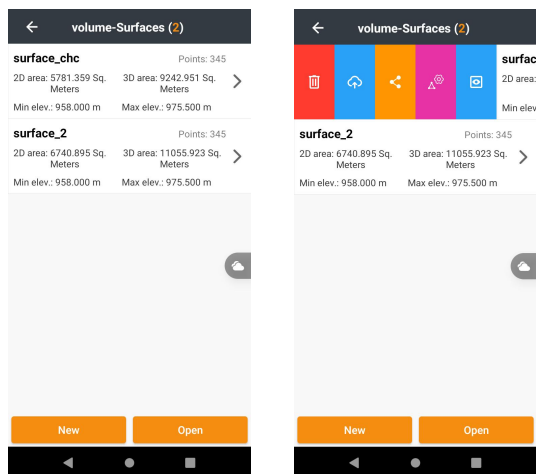 volume-Surfaces (2)
surface_chc Points: 345
2D area: 5781.359 Sq. 3D area: 9242.951 Sq.
Meters Meters
Min elev.: 958.000 m Max elev.: 975.500 m
surface_2 Points: 345
2D area: 6740.895 Sq. 3D area: 11055.923 Sq.
Meters Meters
Min elev.: 958.000 m Max elev.: 975.500 m
New Open
volume-Surfaces (2)
surfac
2D area:
Min elev
surface_2 Points: 345
2D area: 6740.895 Sq. 3D area: 11055.923 Sq.
Meters Meters
Min elev.: 958.000 m Max elev.: 975.500 m
New Open